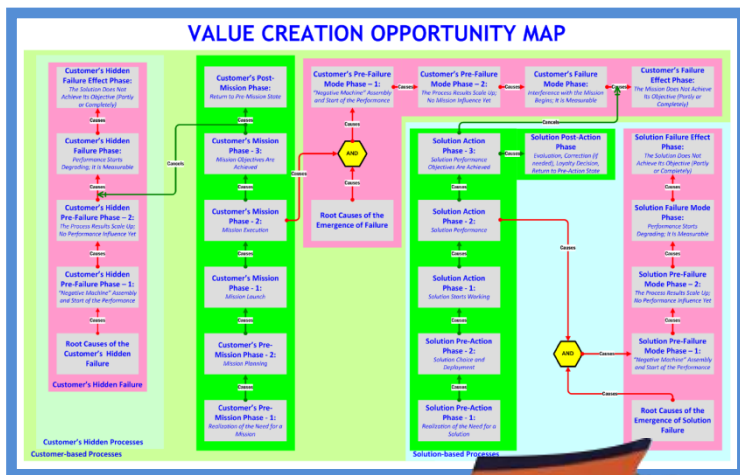 VALUE CREATION OPPORTUNITY MAP
Customer's Hidden
Failure Effect Phase:
The Solution Does Not
Achieve Its Objective (Partly
or Completely)
Causes
Customer's Hidden
Failure Phase:
Performance Starts
Degrading; It is Measurable
Causes
Customer's Hidden
Pre-Failure Phase – 2:
The Process Results Scale Up;
No Performance Influence Yet
Causes
Customer's Hidden
Pre-Failure Phase – 1:
"Negative Machine" Assembly
and Start of the Performance
Causes
Root Causes of the
Customer's Hidden
Failure
Customer's Hidden Failure
Customer's Hidden Processes
Customer-based Processes
Cancels
Customer's Post-
Mission Phase:
Return to Pre-Mission State
Causes
Customer's Mission
Phase - 3:
Mission Objectives are
Achieved
Causes
Customer's Mission
Phase - 2:
Mission Execution
Causes
Customer's Mission
Phase - 1:
Mission Launch
Causes
Customer's Pre-
Mission Phase - 2:
Mission Planning
Causes
Customer's Pre-
Mission Phase - 1:
Realization of the Need for a
Mission
Causes
Customer's Pre-Failure
Mode Phase – 1:
"Negative Machine" Assembly
and Start of the Performance
Causes
AND
Causes
Root Causes of the
Emergence of Failure
Causes
Customer's Pre-Failure
Mode Phase – 2:
The Process Results Scale Up;
No Mission Influence Yet
Causes
Customer's Failure
Mode Phase:
Interference with the Mission
Begins; It is Measurable
Causes
Customer's Failure
Effect Phase:
The Mission Does Not Achieve
Its Objective (Partly or
Completely)
Cancels
Solution Action
Phase - 3:
Solution Performance
Objectives Are Achieved
Causes
Solution Post-Action
Phase:
Evaluation, Correction (if
needed), Loyalty Decision,
Return to Pre-Action State
Causes
Solution Action
Phase - 2:
Solution Performance
Causes
Solution Action
Phase - 1:
Solution Starts Working
Causes
Solution Pre-Action
Phase - 2:
Solution Choice and
Deployment
Causes
Solution Pre-Action
Phase - 1:
Realization of the Need for a
Solution
Solution-based Processes
Causes
AND
Causes
Causes
Solution Failure Effect
Phase:
The Solution Does Not Achieve
Its Objective (Partly
or Completely)
Causes
Solution Failure Mode
Phase:
Performance Starts
Degrading; It is Measurable
Causes
Solution Pre-Failure
Mode Phase – 2:
The Process Results Scale Up;
No Performance Influence Yet
Causes
Solution Pre-Failure
Mode Phase – 1:
"Negative Machine" Assembly
and Start of the Performance
Root Causes of the
Emergence of Solution
Failure